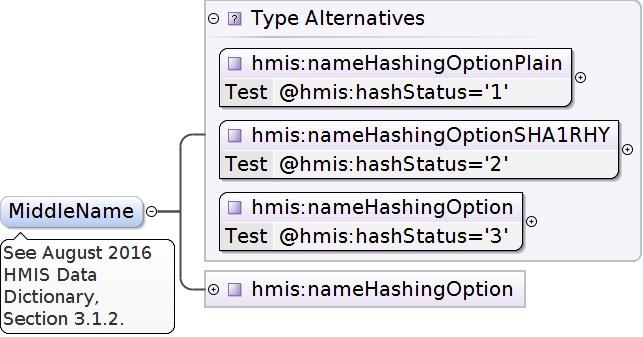 Type Alternatives
hmis:nameHashingOptionPlain
Test @hmis:hashStatus='1'
hmis:nameHashingOptionSHA1RHY
Test @hmis:hashStatus='2'
MiddleName
hmis:nameHashingOption
Test @hmis:hashStatus='3'
See August 2016
HMIS Data
Dictionary,
Section 3.1.2.
hmis:nameHashingOption